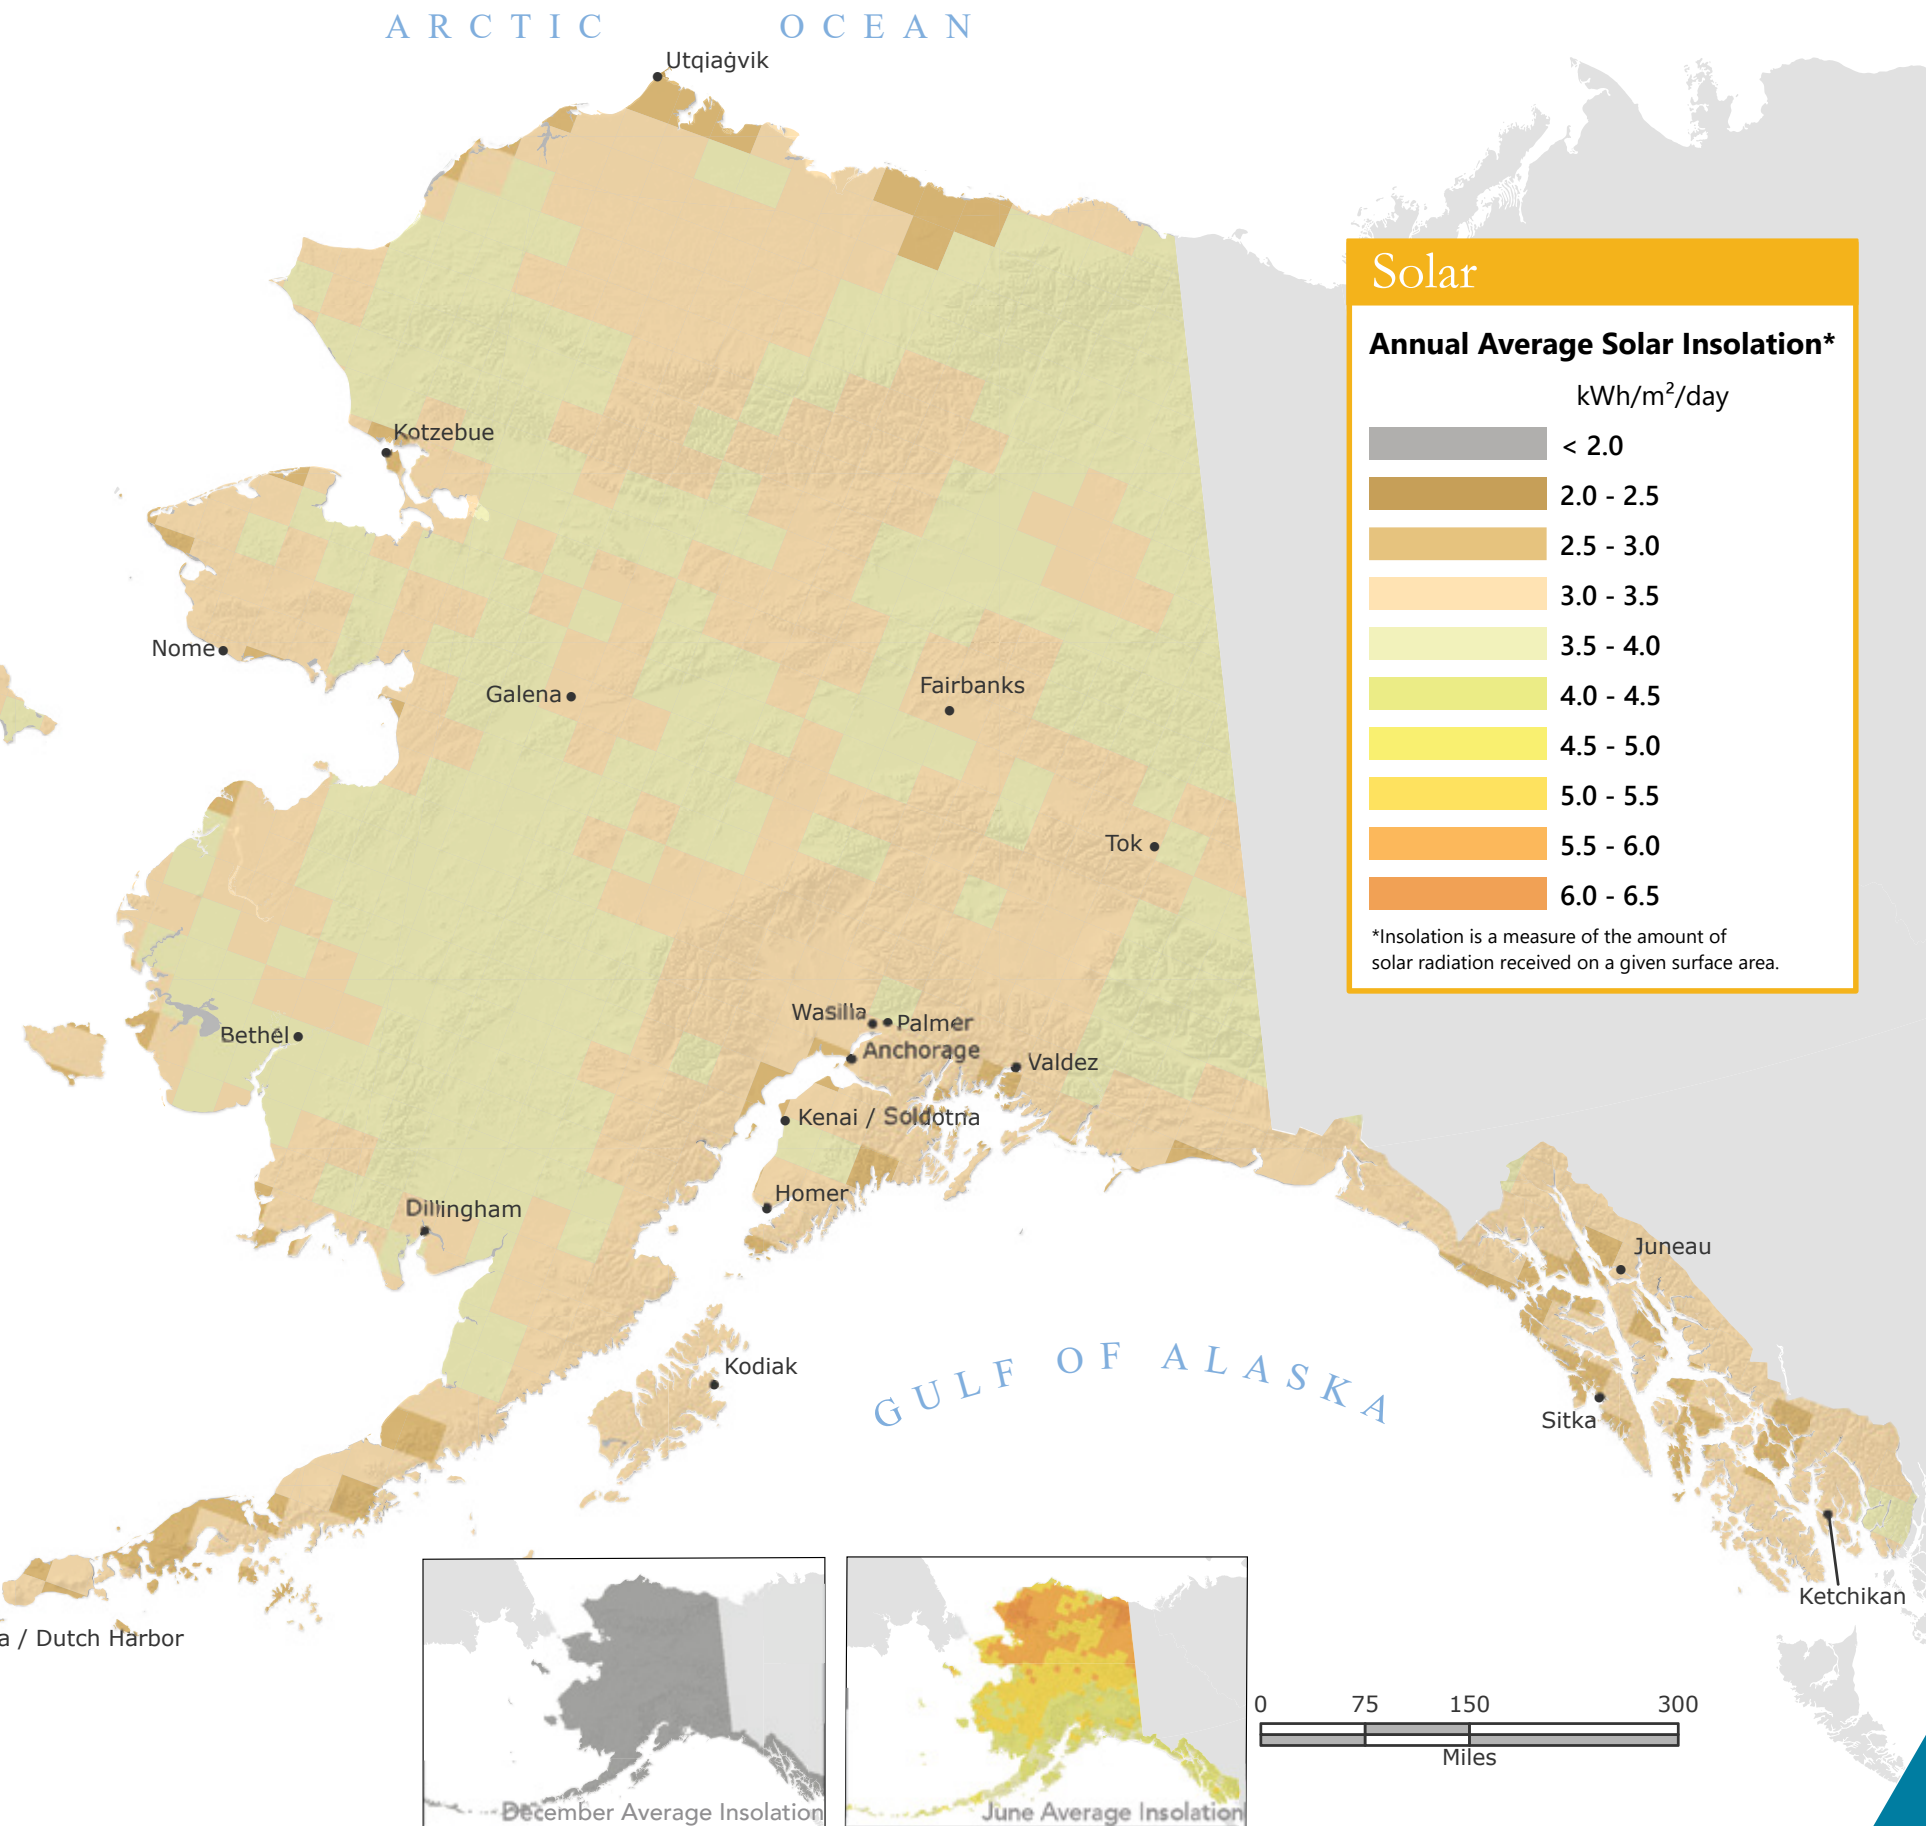 ARCTIC OCEAN
Utqiaġvik
Solar
Annual Average Solar Insolation*
kWh/m²/day
< 2.0
2.0 - 2.5
2.5 - 3.0
3.0 - 3.5
3.5 - 4.0
4.0 - 4.5
4.5 - 5.0
5.0 - 5.5
5.5 - 6.0
6.0 - 6.5
*Insolation is a measure of the amount of
solar radiation received on a given surface area.
Kotzebue
Nome
Galena
Fairbanks
Tok
Bethel
Wasilla
Palmer
Anchorage
Valdez
Kenai / Soldotna
Homer
Dillingham
Juneau
Kodiak
GULF OF ALASKA
Sitka
Ketchikan
a / Dutch Harbor
December Average Insolation
June Average Insolation
0 75 150 300
Miles